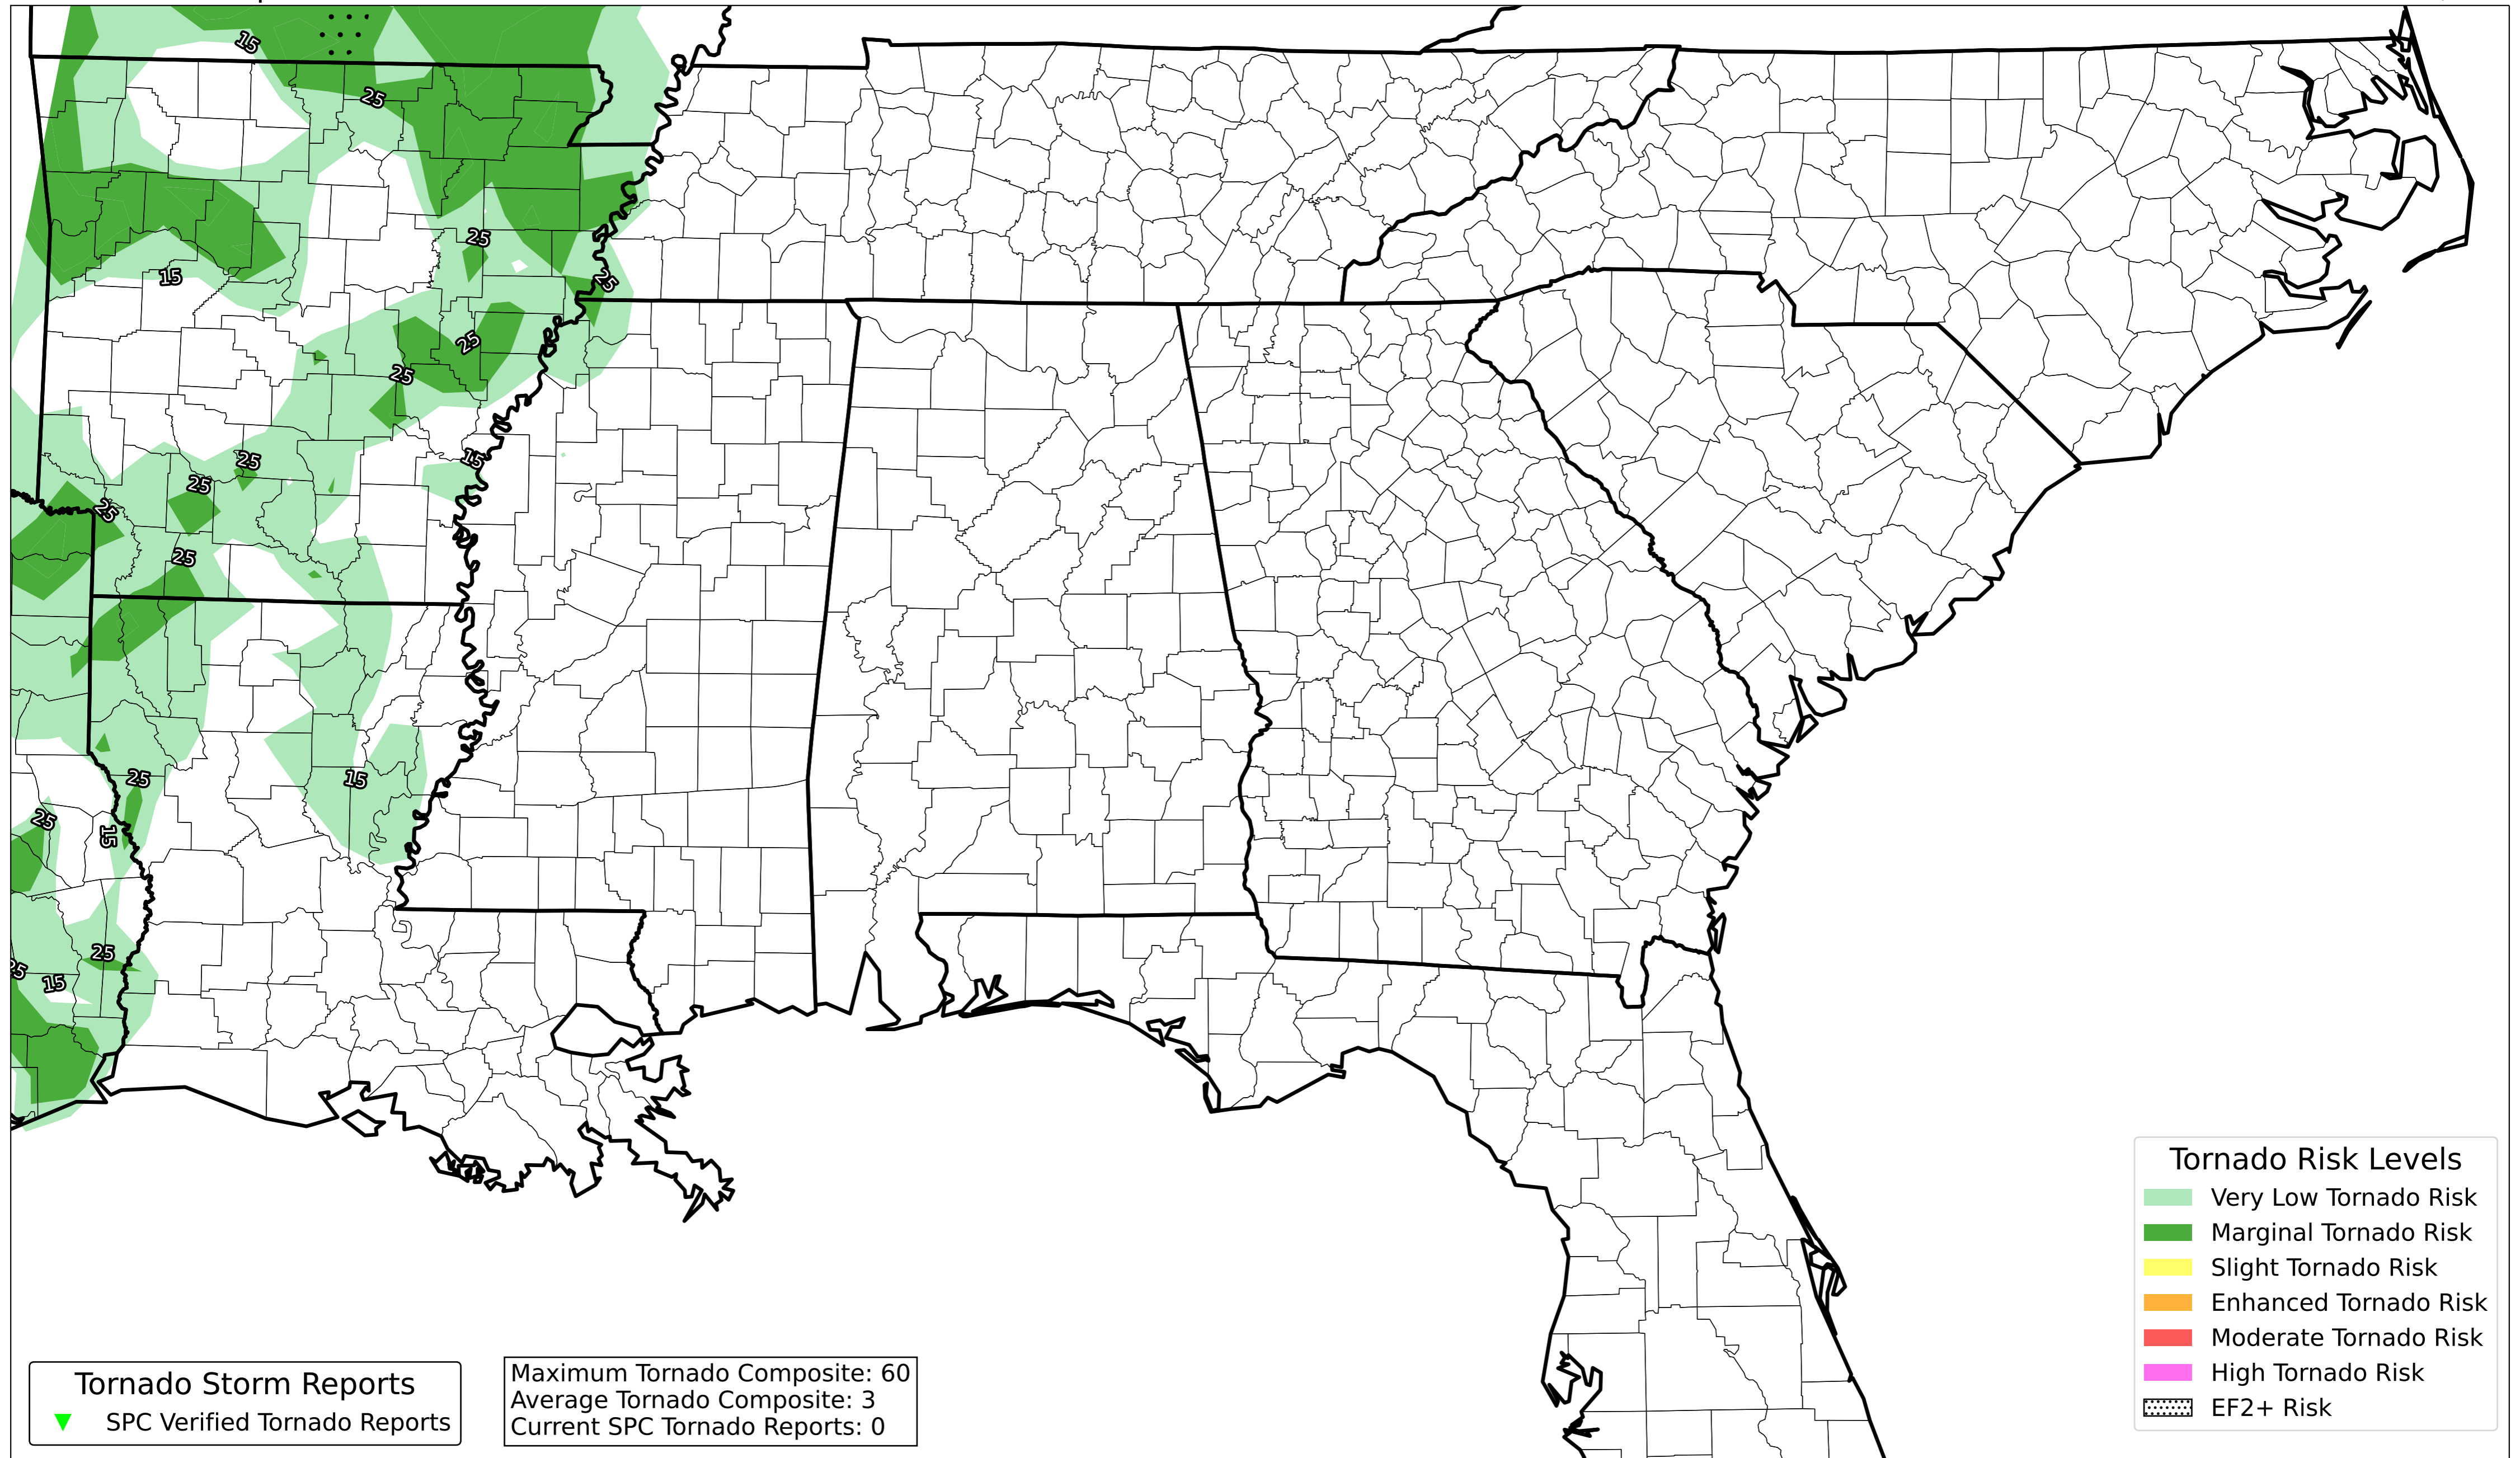 15
25
25
15
25
25
25
15
25
25
25
25
25
15
25
15
25
25
15
Tornado Risk Levels
Very Low Tornado Risk
Marginal Tornado Risk
Slight Tornado Risk
Enhanced Tornado Risk
Moderate Tornado Risk
High Tornado Risk
EF2+ Risk
Tornado Storm Reports
SPC Verified Tornado Reports
Maximum Tornado Composite: 60
Average Tornado Composite: 3
Current SPC Tornado Reports: 0